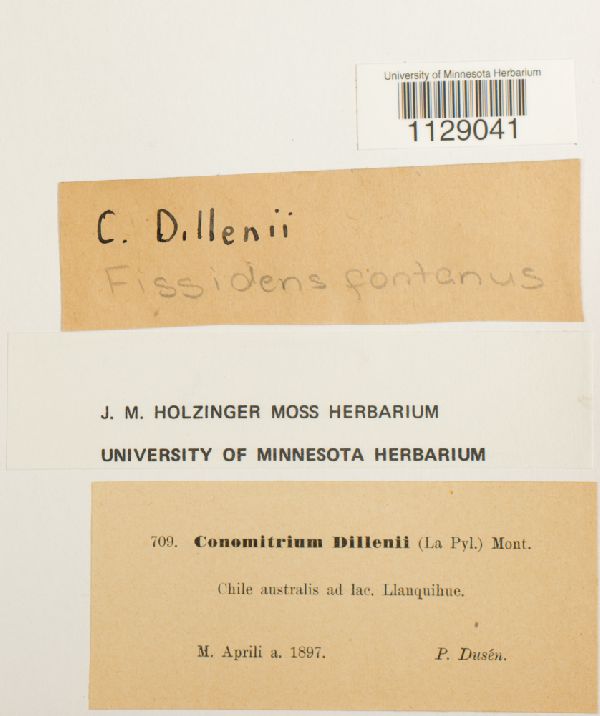 University of Minnesota Herbarium
1129041
C. Dillenii
Fissidens fontanus
J. M. HOLZINGER MOSS HERBARIUM
UNIVERSITY OF MINNESOTA HERBARIUM
709. Conomitrium Dillenii (La Pyl.) Mont.
Chile australis ad lac. Llanquihue.
M. Aprili a. 1897. P. Dusén.